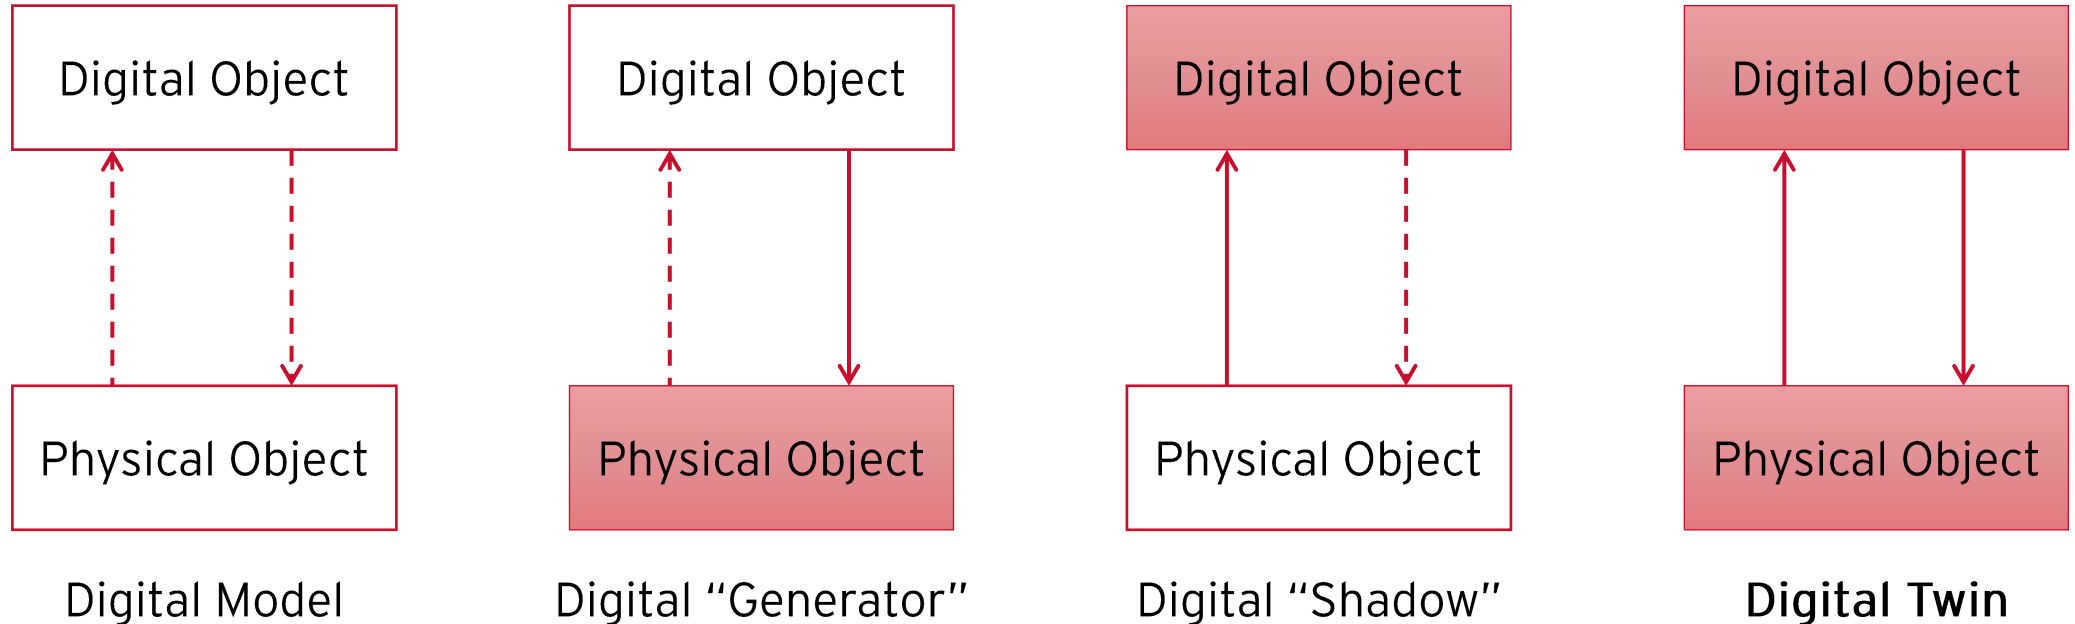 Digital Object
Digital Object
Digital Object
Digital Object
Physical Object
Physical Object
Physical Object
Physical Object
Digital Model
Digital “Generator”
Digital “Shadow”
Digital Twin